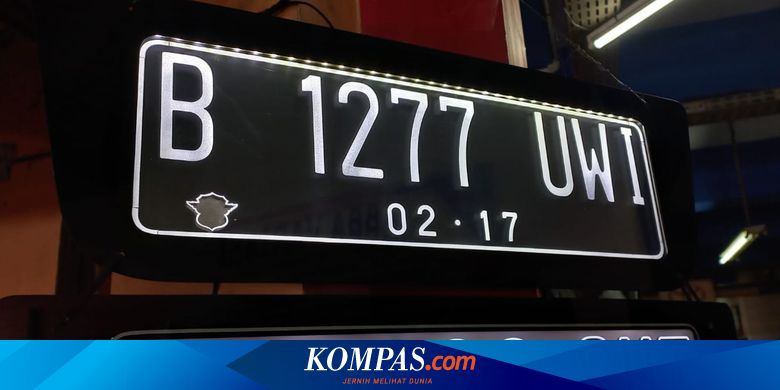 B 1277 UWI
02·17
KOMPAS.com
JERNIH MELIHAT DUNIA